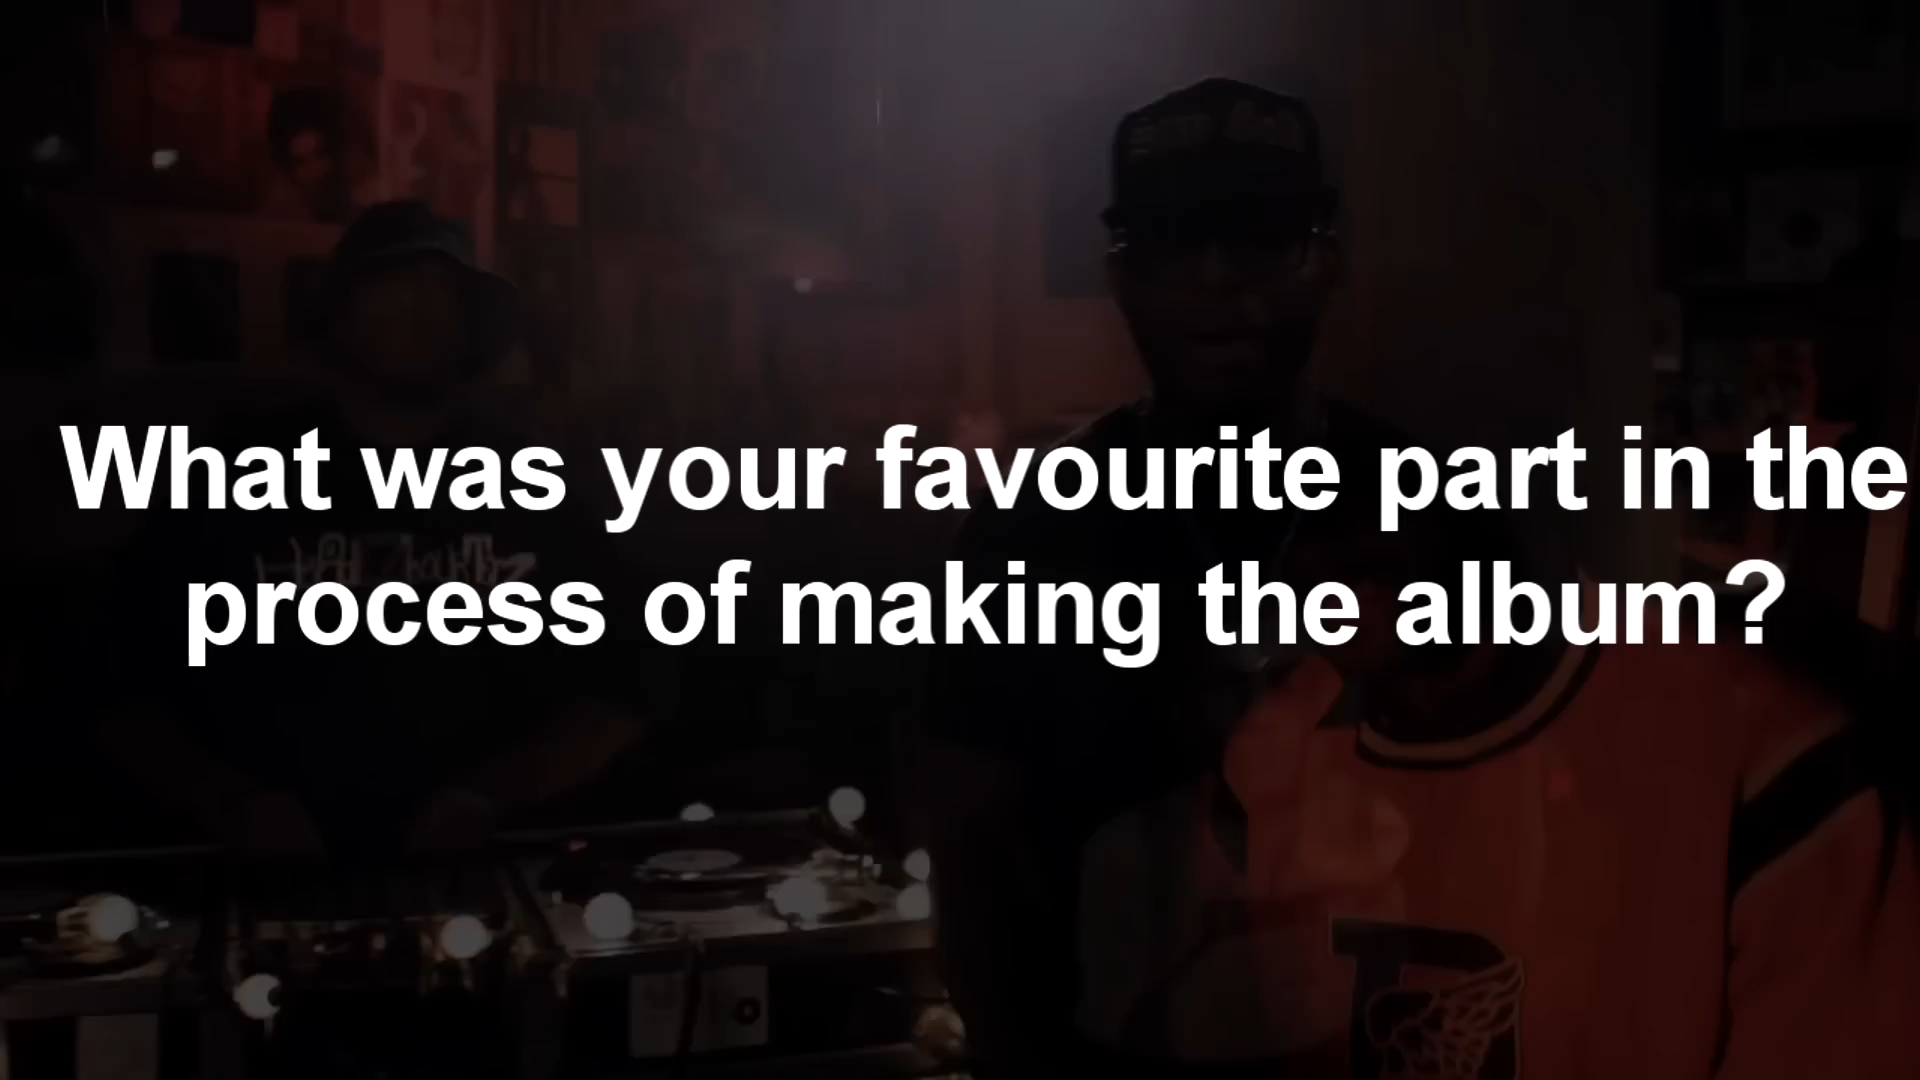 What was your favourite part in the
process of making the album?